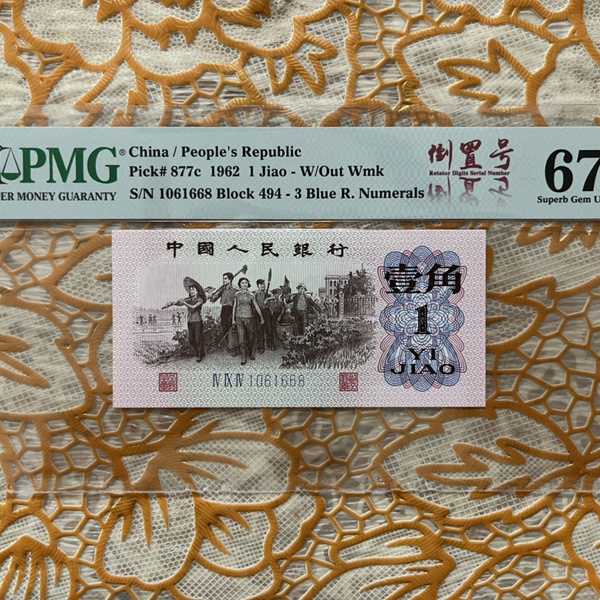 PMG® China / People's Republic
ER MONEY GUARANTY Pick# 877c 1962 1 Jiao - W/Out Wmk
S/N 1061668 Block 494 - 3 Blue R. Numerals
倒置号
Rotator Digits Serial Number
67
Superb Gem U
中國人民銀行
壹角
1
YI
JIAO
Ⅳ Ⅸ Ⅳ 1061668